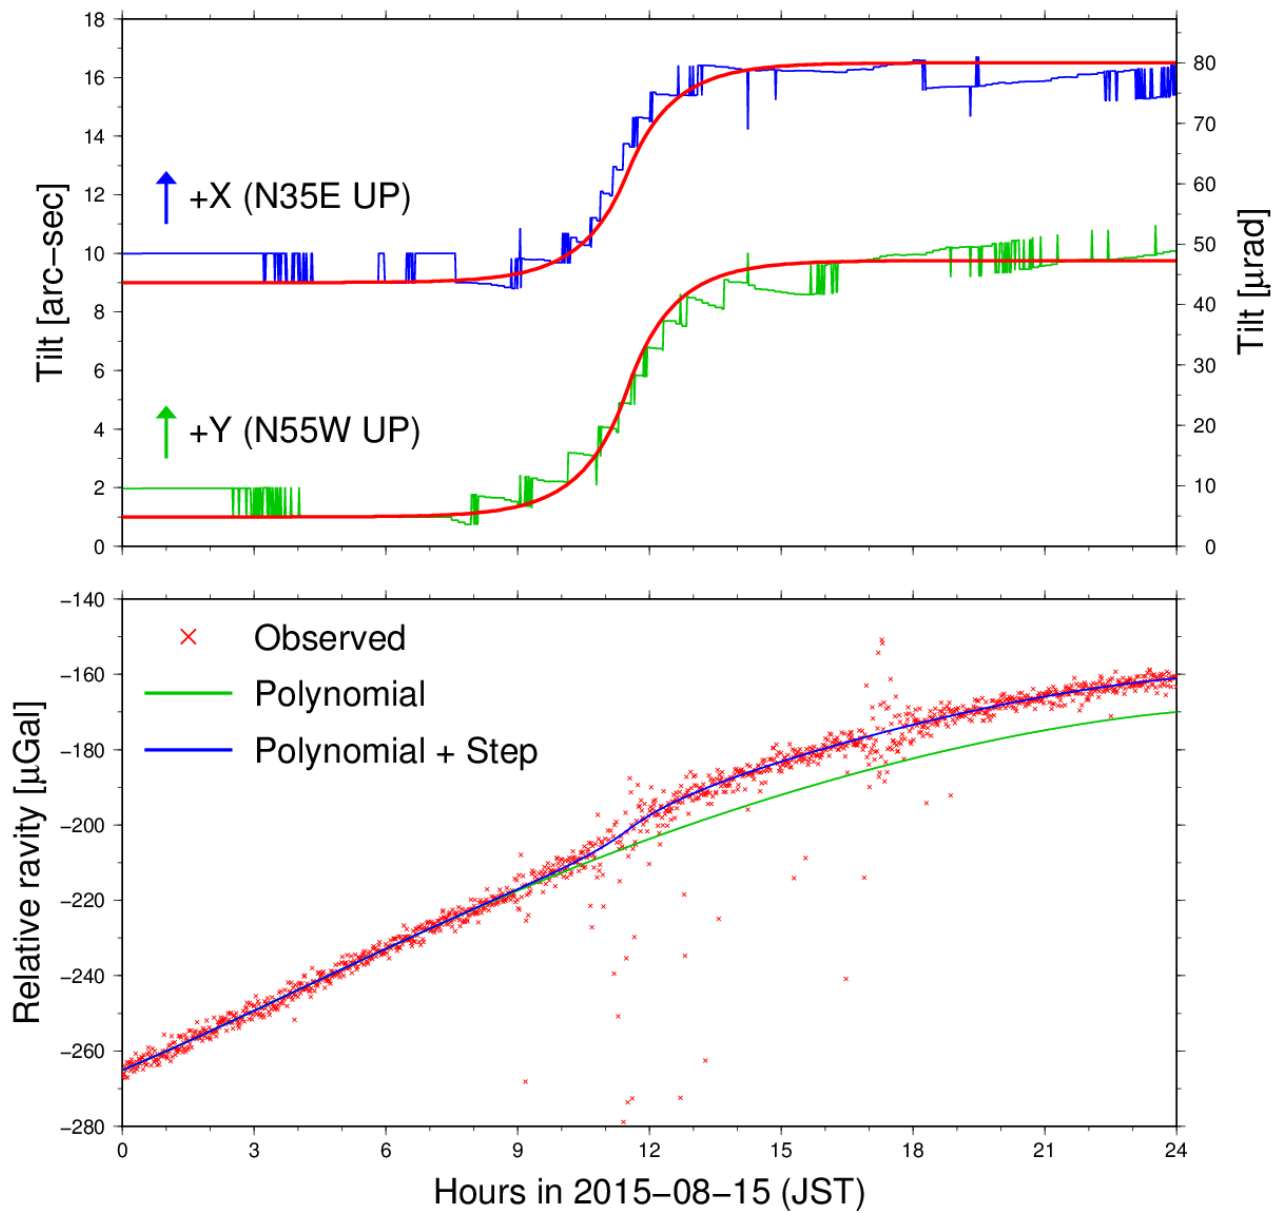 18
16
14
12
10
8
6
4
2
0
Tilt [arc−sec]
+X (N35E UP)
+Y (N55W UP)
80
70
60
50
40
30
20
10
0
Tilt [µrad]
−140
−160
−180
−200
−220
−240
−260
−280
Relative ravity [µGal]
Observed
Polynomial
Polynomial + Step
0 3 6 9 12 15 18 21 24
Hours in 2015−08−15 (JST)